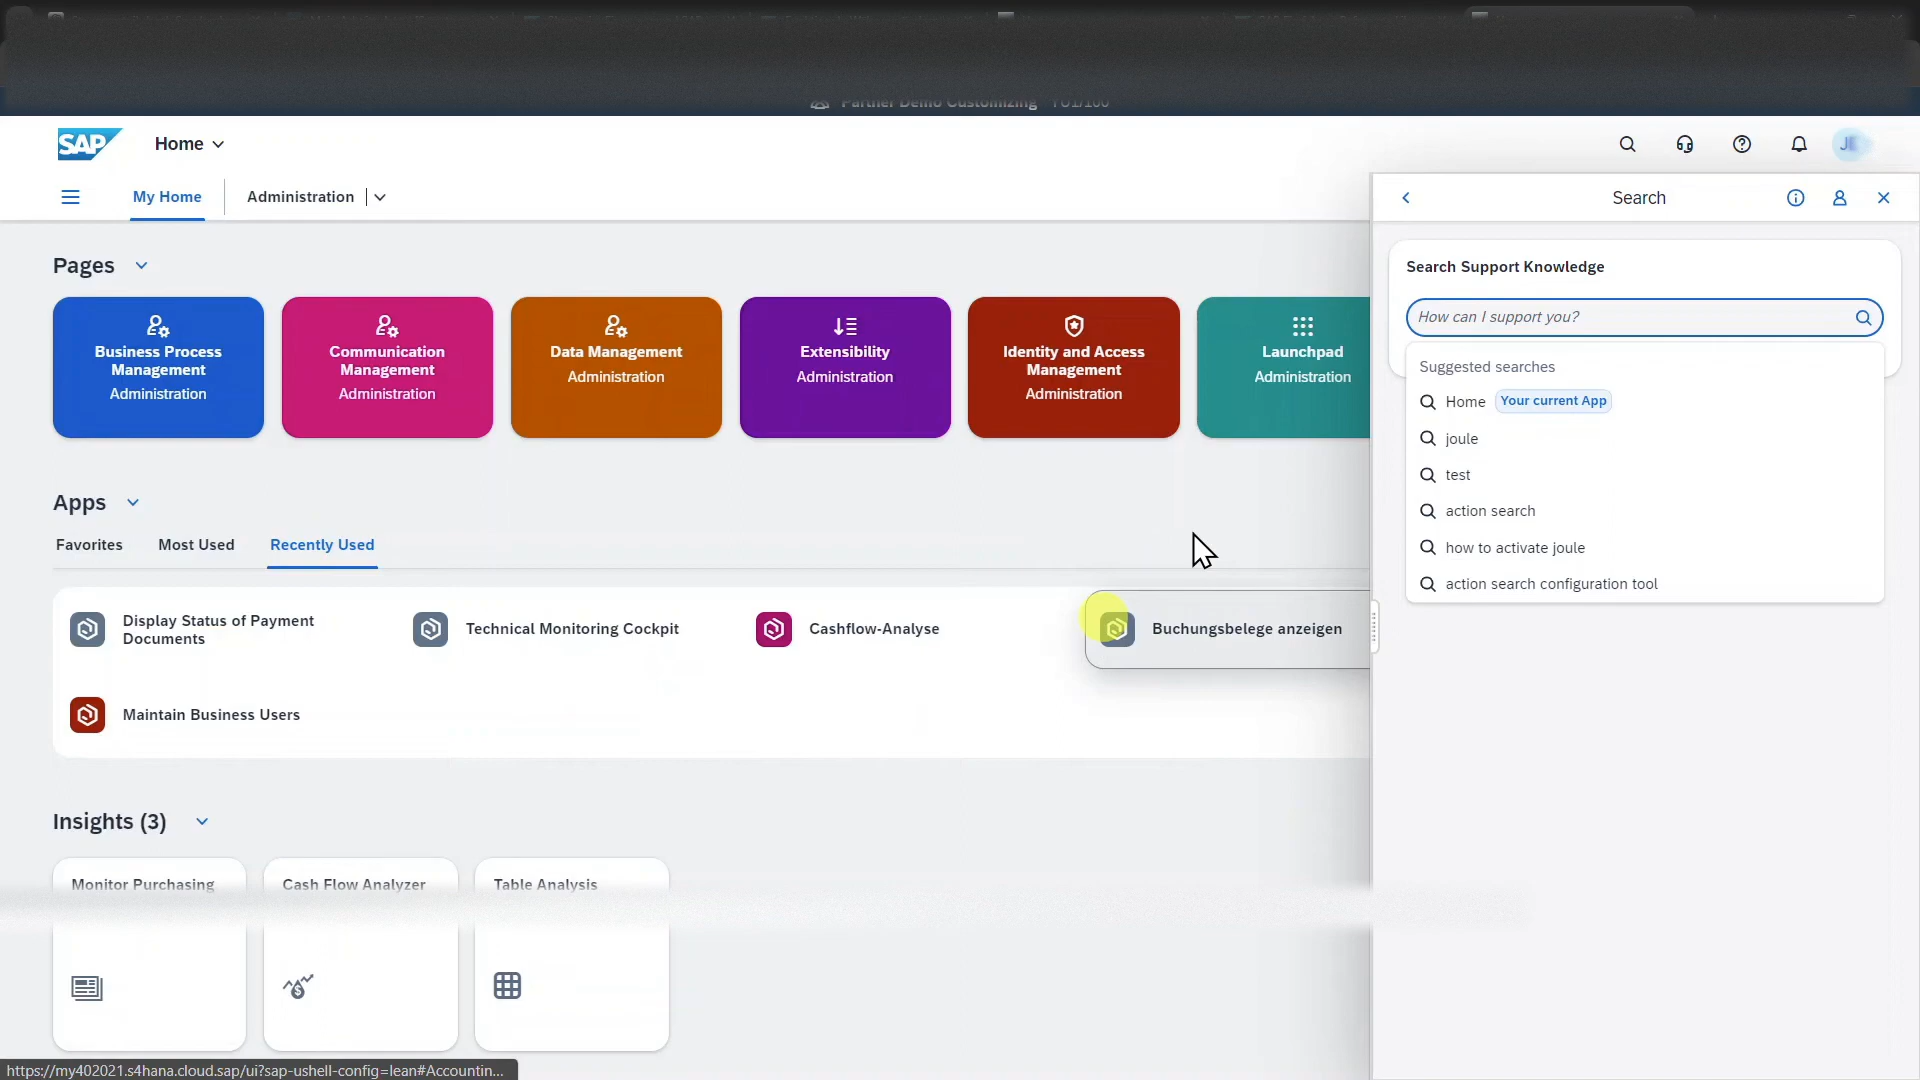 Partner Demo Customizing
SAP
Home
JE
My Home
Administration
Search
Pages
Search Support Knowledge
How can I support you?
Business Process
Management
Administration
Communication
Management
Administration
Data Management
Administration
Extensibility
Administration
Identity and Access
Management
Administration
Launchpad
Administration
Suggested searches
Home Your current App
joule
test
action search
how to activate joule
action search configuration tool
Apps
Favorites
Most Used
Recently Used
Display Status of Payment
Documents
Technical Monitoring Cockpit
Cashflow-Analyse
Buchungsbelege anzeigen
Maintain Business Users
Insights (3)
Monitor Purchasing
Cash Flow Analyzer
Table Analysis
https://my402021.s4hana.cloud.sap/ui?sap-ushell-config=lean#Accountin...